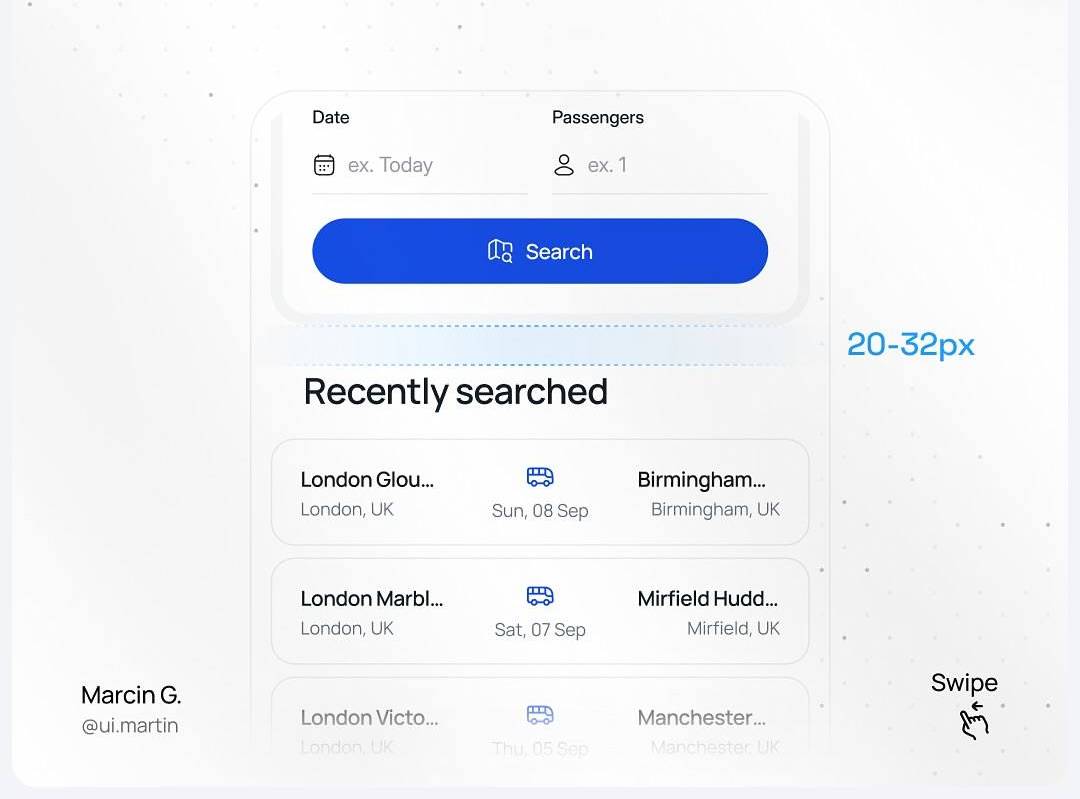 Date
Passengers
ex. Today
ex. 1
Search
20-32px
Recently searched
London Glou...
Birmingham...
London, UK
Sun, 08 Sep
Birmingham, UK
London Marbl...
Mirfield Hudd...
London, UK
Sat, 07 Sep
Mirfield, UK
London Victo...
Manchester...
London, UK
Thu, 05 Sep
Manchester, UK
Marcin G.
@ui.martin
Swipe